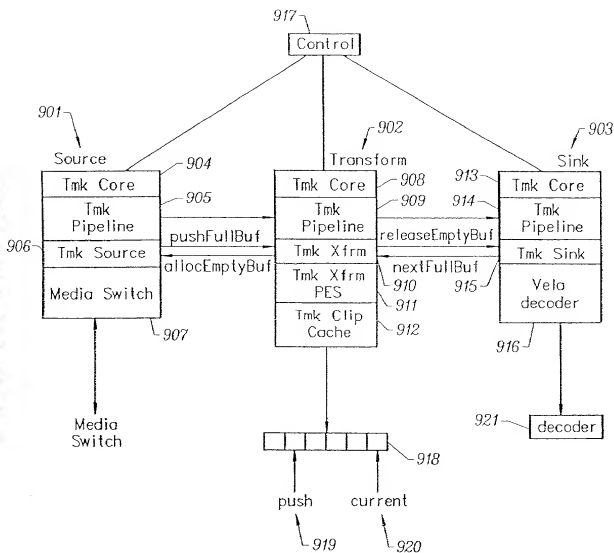 917
Control
901
902
903
Source
904
Transform
908
Sink
913
Tmk Core
905
Tmk Core
909
914
Tmk Core
Tmk
Pipeline
Tmk
Pipeline
Tmk
Pipeline
906
pushFullBuf
releaseEmptyBuf
Tmk Source
Tmk Xfrm
Tmk Sink
allocEmptyBuf
910
nextFullBuf
915
Media Switch
Tmk Xfrm
PES
911
Vela
decoder
Tmk Clip
Cache
912
907
916
Media
Switch
921
decoder
918
push
current
919
920